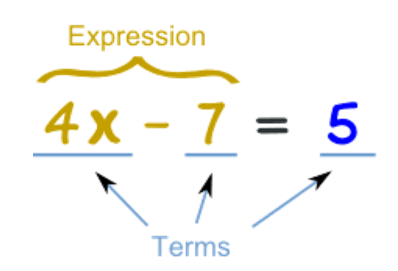 Expression
4x - 7 = 5
Terms